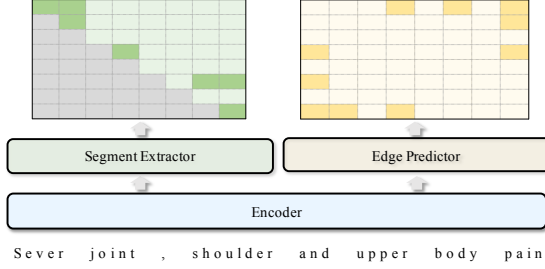 Segment Extractor Edge Predictor
Encoder
Sever joint , shoulder and upper body pain